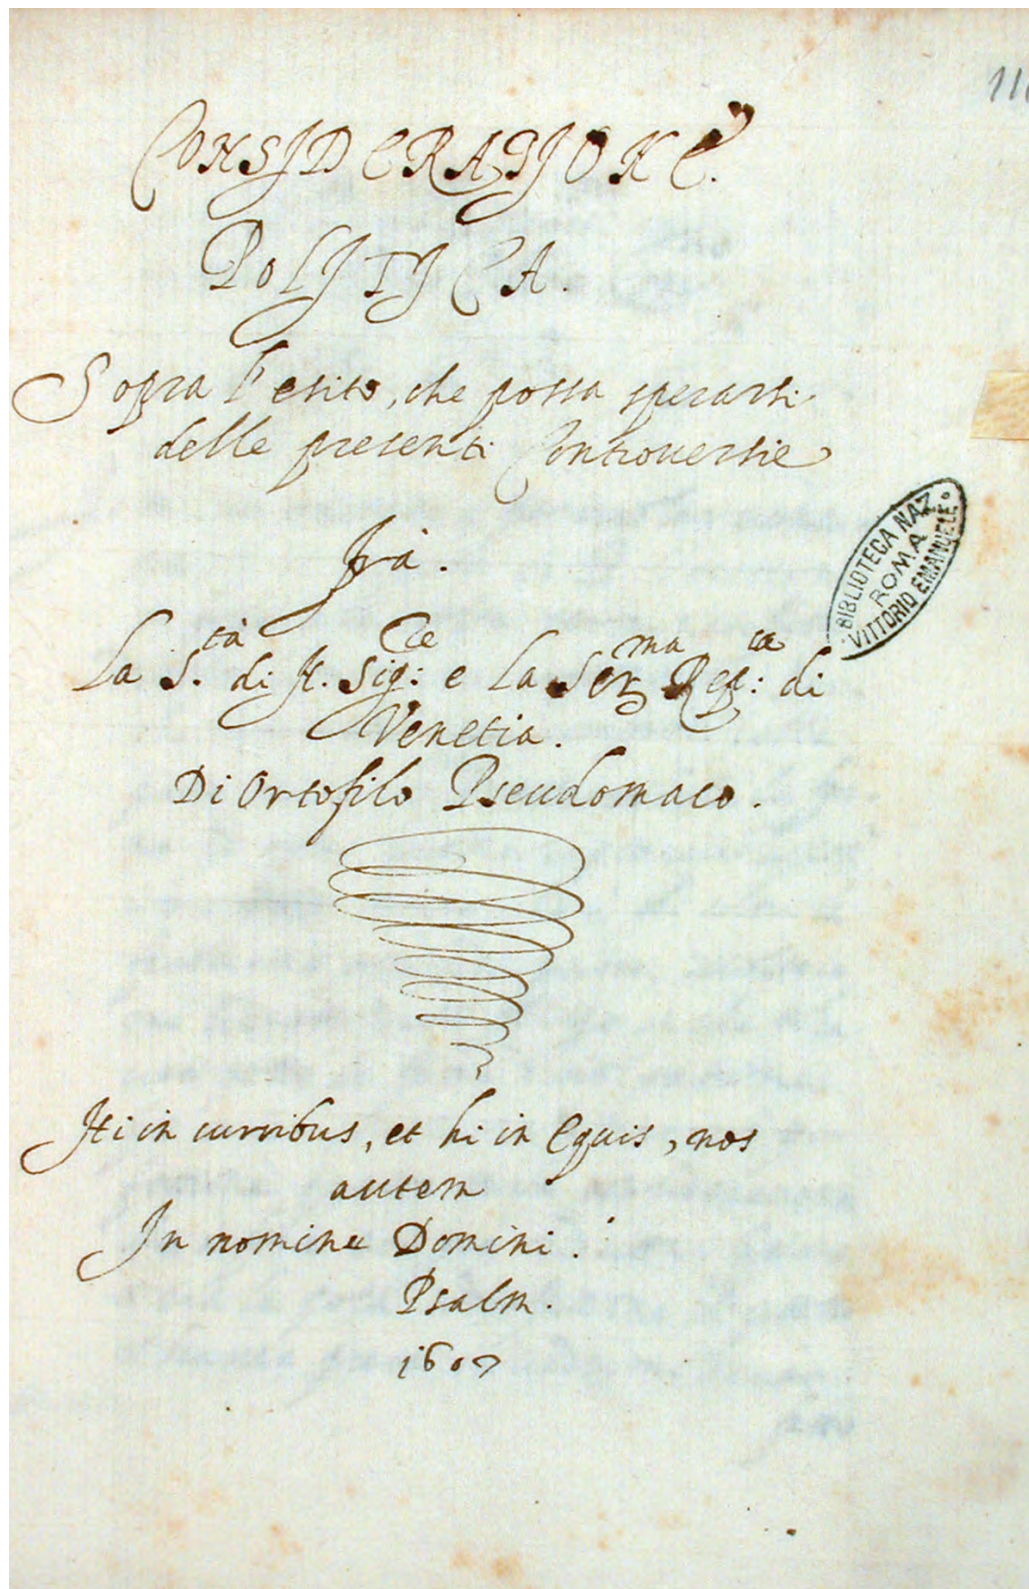 CONSIDERATIONE.
POLITICA.
Sopra l'esito, che possa sperarsi
delle presenti Controversie
frà.
La S.tà di N. Sig.re e la Ser.ma Rep.ca di
Venetia.
Di Ortofilo Pseudomaco.
BIBLIOTECA NAZ.
ROMA
VITTORIO EMANUELE
Hi in curribus, et hi in Equis, nos
autem
In nomine Domini.
Psalm.
1607